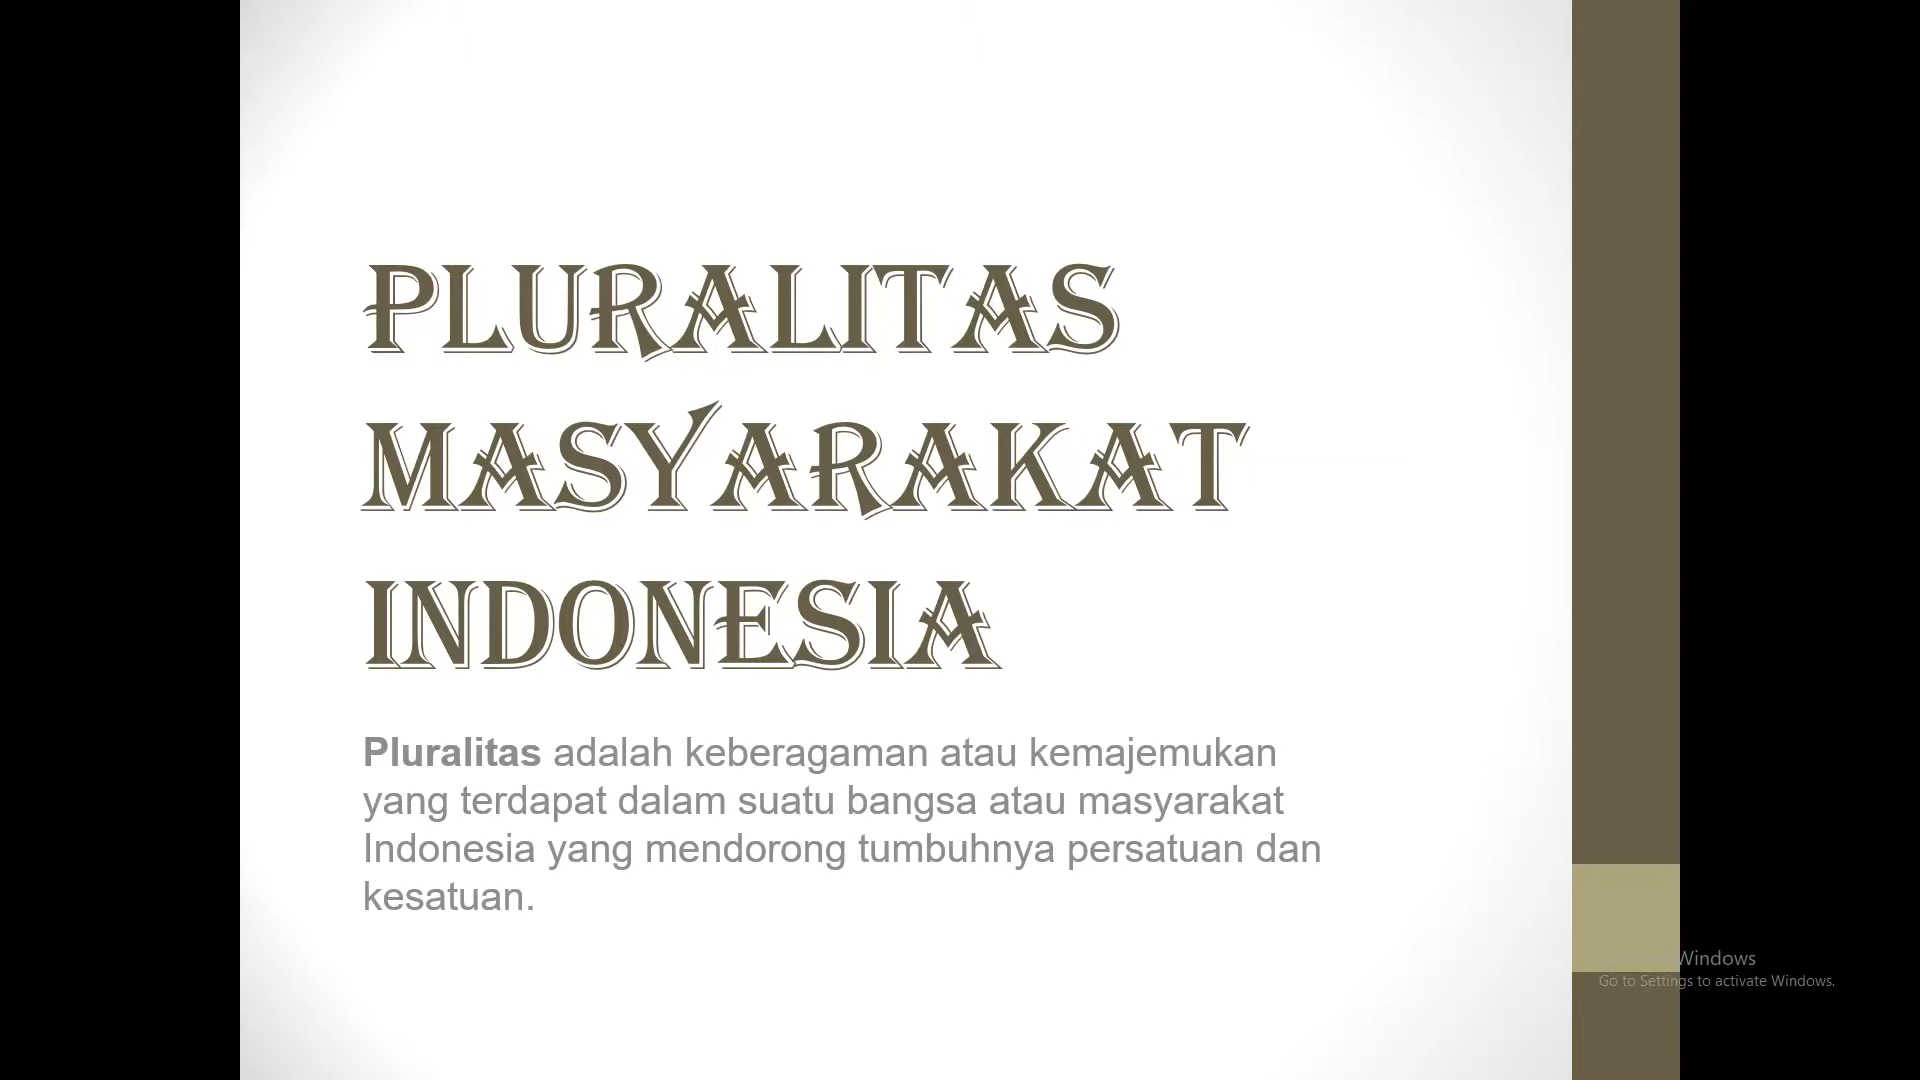 PLURALITAS
MASYARAKAT
INDONESIA
Pluralitas adalah keberagaman atau kemajemukan
yang terdapat dalam suatu bangsa atau masyarakat
Indonesia yang mendorong tumbuhnya persatuan dan
kesatuan.
Windows
Go to Settings to activate Windows.